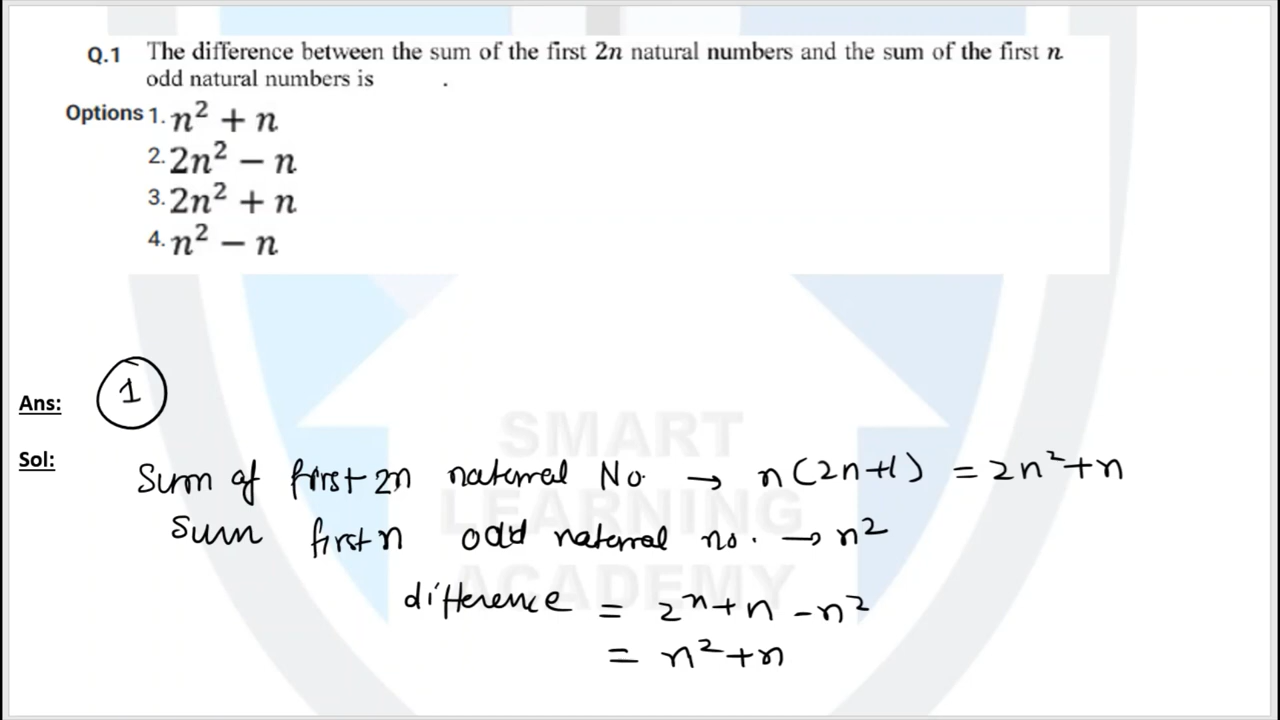 Q.1 The difference between the sum of the first 2n natural numbers and the sum of the first n
odd natural numbers is .
Options 1. n² + n
2. 2n² − n
3. 2n² + n
4. n² − n
Ans: 1
Sol:
Sum of first 2n natural No. → n(2n+1) = 2n²+n
Sum first n odd natural no. → n²
difference = 2ⁿ+n −n²
= n²+n
SMART
LEARNING
ACADEMY